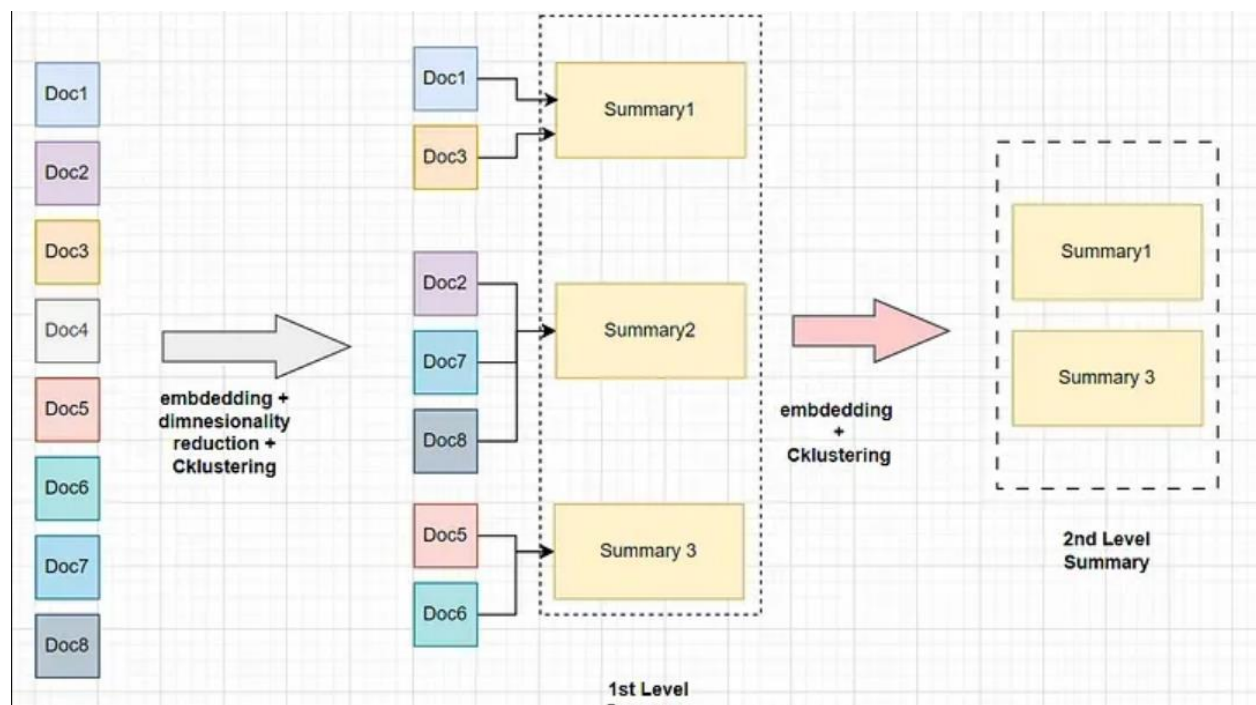 Doc1
Doc2
Doc3
Doc4
Doc5
Doc6
Doc7
Doc8
embdedding +
dimnesionality
reduction +
Cklustering
Doc1
Doc3
Doc2
Doc7
Doc8
Doc5
Doc6
Summary1
Summary2
Summary 3
1st Level
embdedding
+
Cklustering
Summary1
Summary 3
2nd Level
Summary